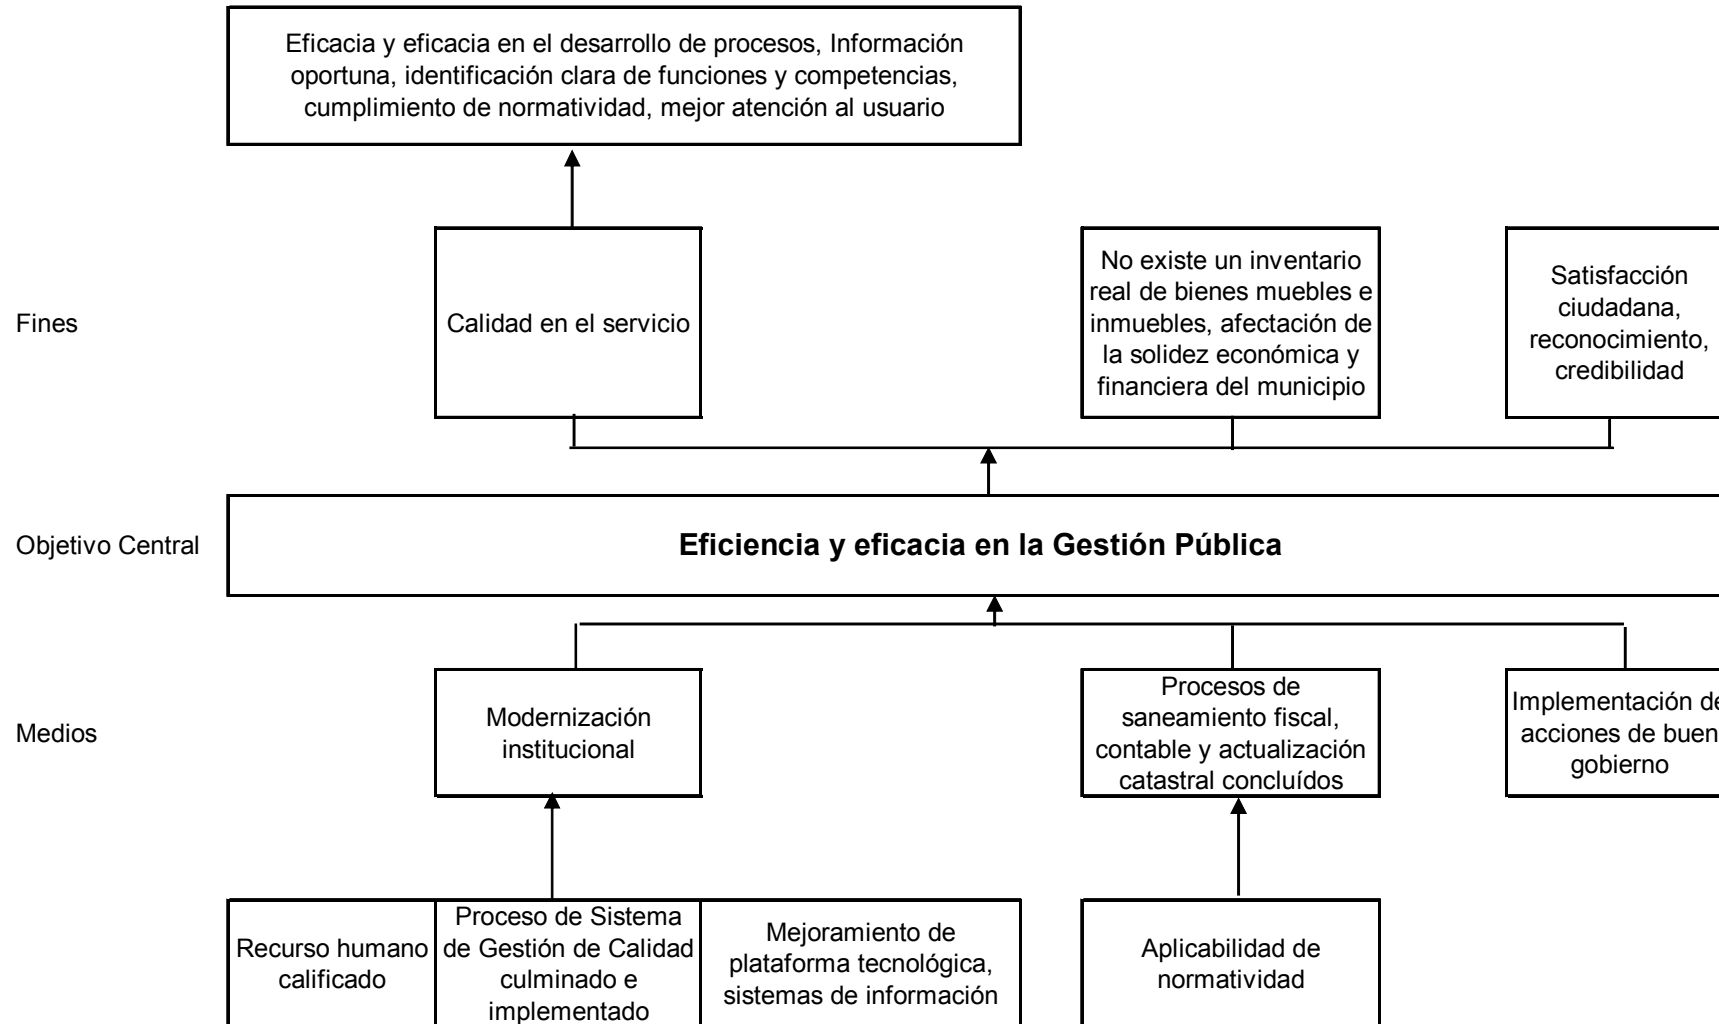 Eficacia y eficacia en el desarrollo de procesos, Información
oportuna, identificación clara de funciones y competencias,
cumplimiento de normatividad, mejor atención al usuario
Fines
Calidad en el servicio
No existe un inventario
real de bienes muebles e
inmuebles, afectación de
la solidez económica y
financiera del municipio
Satisfacción
ciudadana,
reconocimiento,
credibilidad
Objetivo Central
Eficiencia y eficacia en la Gestión Pública
Medios
Modernización
institucional
Procesos de
saneamiento fiscal,
contable y actualización
catastral concluídos
Implementación de
acciones de buen
gobierno
Recurso humano
calificado
Proceso de Sistema
de Gestión de Calidad
culminado e
implementado
Mejoramiento de
plataforma tecnológica,
sistemas de información
Aplicabilidad de
normatividad